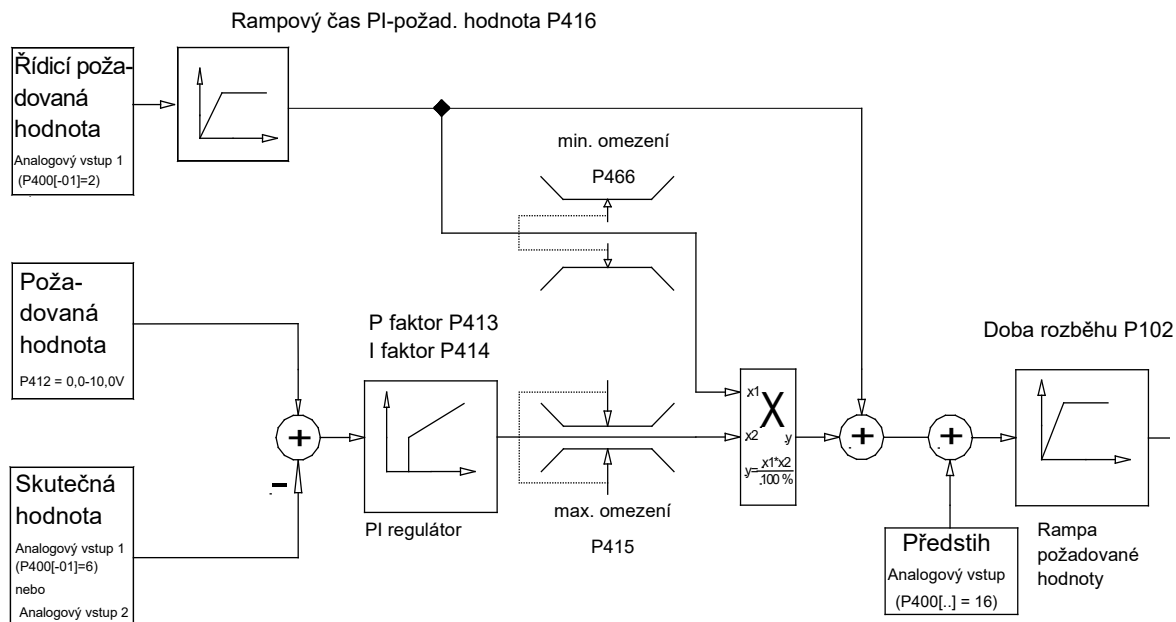 Rampový čas PI-požad. hodnota P416
Řídicí poža-
dovaná
hodnota
Analogový vstup 1
(P400[-01]=2)
min. omezení
P466
Poža-
dovaná
hodnota
P412 = 0,0-10,0V
P faktor P413
I faktor P414
Doba rozběhu P102
x1
x2
X
y
y=x1*x2
100 %
+
+
+
-
Skutečná
hodnota
Analogový vstup 1
(P400[-01]=6)
nebo
Analogový vstup 2
PI regulátor
max. omezení
P415
Předstih
Analogový vstup
(P400[..] = 16)
Rampa
požadované
hodnoty